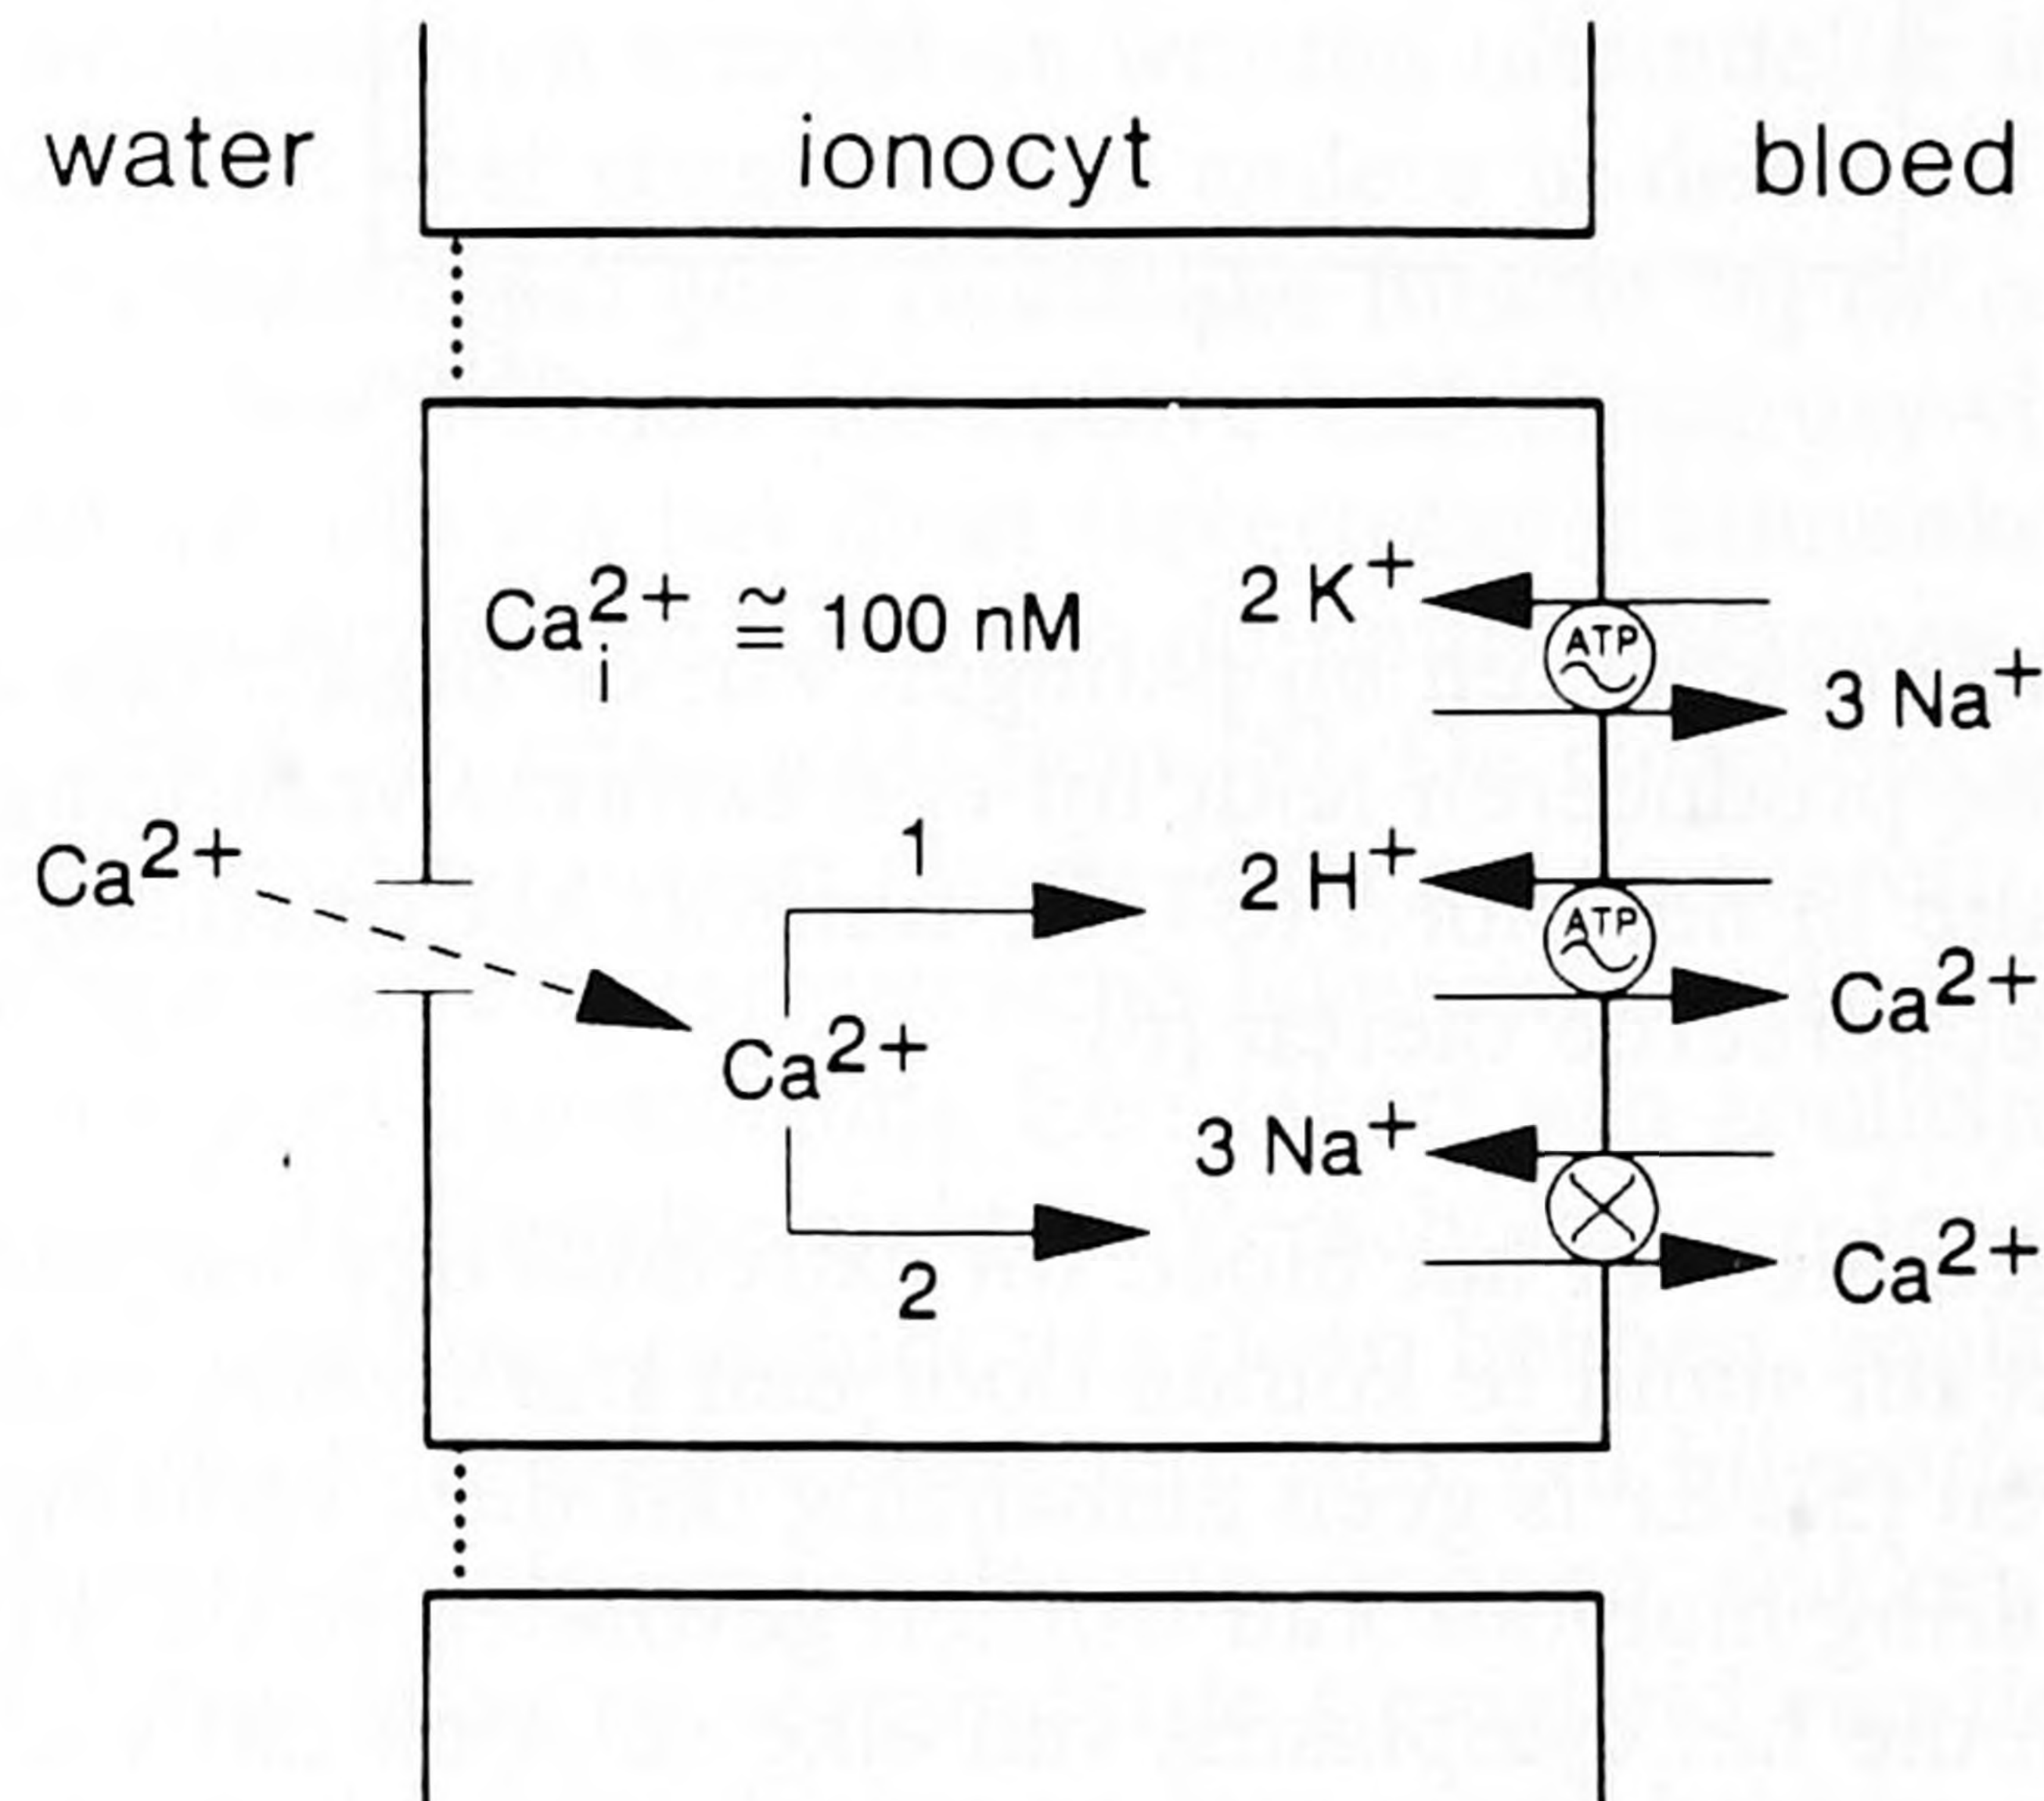 water ionocyt bloed
Ca²⁺ᵢ ≅ 100 nM
2 K⁺
ATP
3 Na⁺
Ca²⁺
1
2 H⁺
ATP
Ca²⁺
Ca²⁺
3 Na⁺
2
Ca²⁺